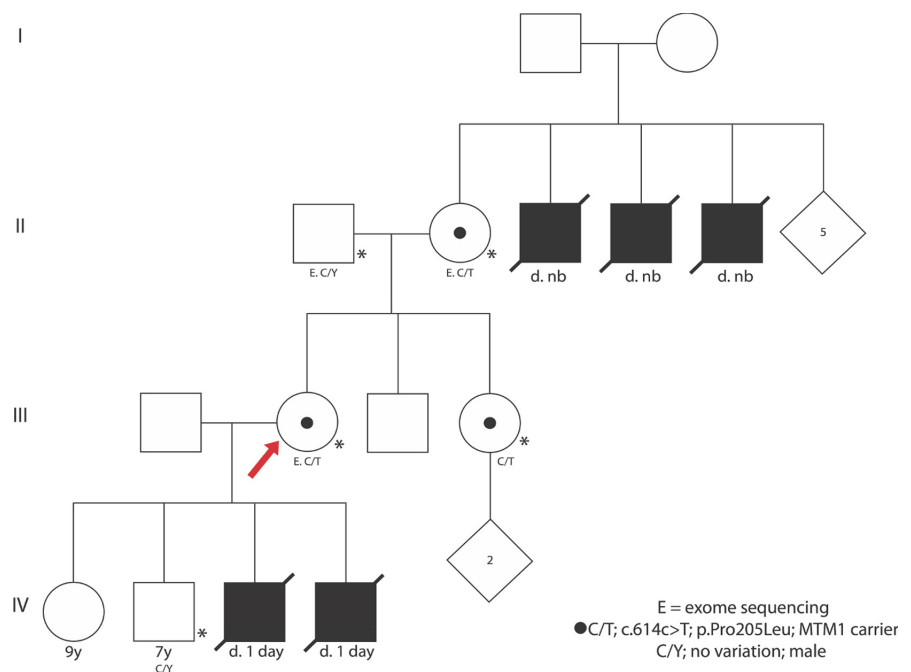 I
II
5
*
*
E. C/Y
E. C/T
d. nb
d. nb
d. nb
III
*
*
E. C/T
C/T
2
IV
*
9y
7y
d. 1 day
d. 1 day
C/Y
E = exome sequencing
●C/T; c.614c>T; p.Pro205Leu; MTM1 carrier
C/Y; no variation; male